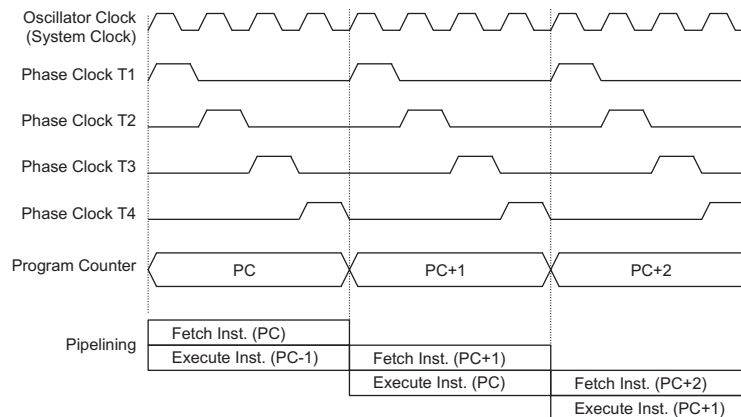 Oscillator Clock
(System Clock)
Phase Clock T1
Phase Clock T2
Phase Clock T3
Phase Clock T4
Program Counter
PC
PC+1
PC+2
Pipelining
Fetch Inst. (PC)
Execute Inst. (PC-1)
Fetch Inst. (PC+1)
Execute Inst. (PC)
Fetch Inst. (PC+2)
Execute Inst. (PC+1)